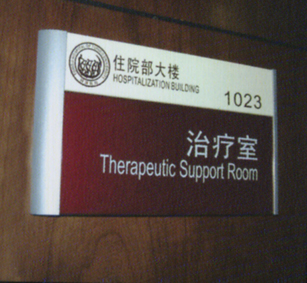 住院部大楼
HOSPITALIZATION BUILDING
1023
治疗室
Therapeutic Support Room